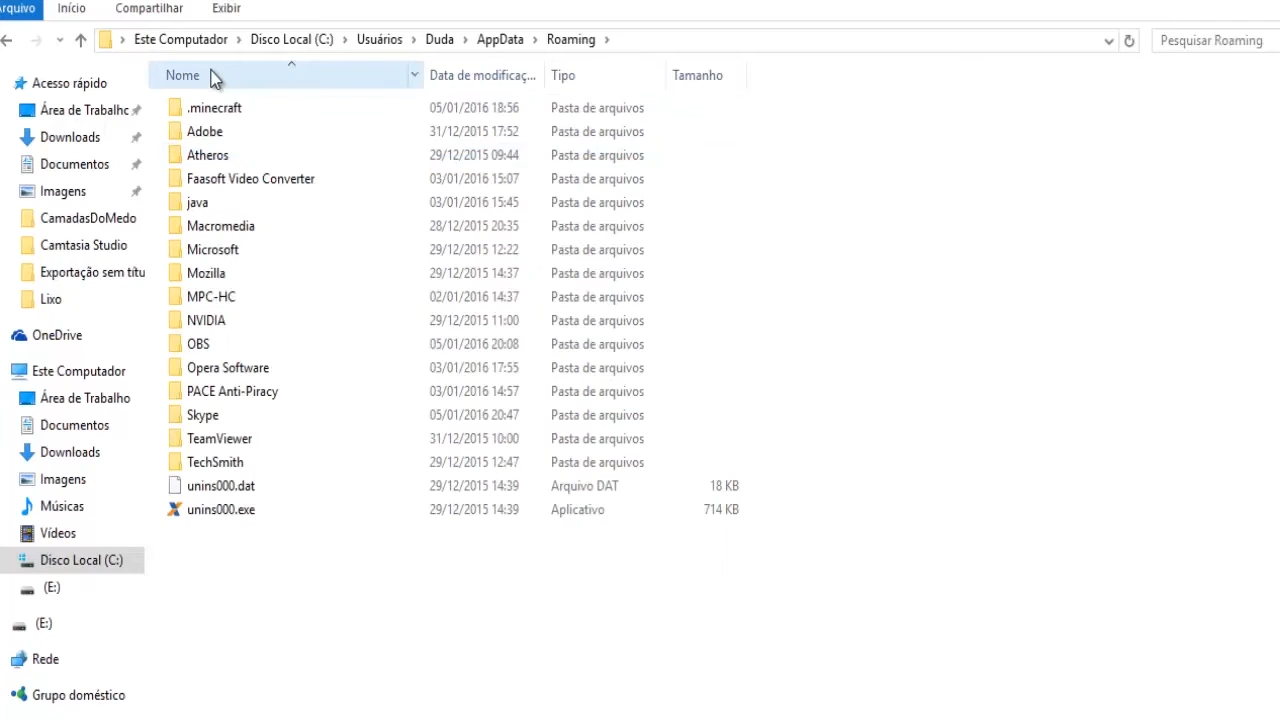 Arquivo Início Compartilhar Exibir
Este Computador Disco Local (C:) Usuários Duda AppData Roaming Pesquisar Roaming
Nome Data de modificaç... Tipo Tamanho
Acesso rápido
Área de Trabalhc
Downloads
Documentos
Imagens
CamadasDoMedo
Camtasia Studio
Exportação sem títu
Lixo
OneDrive
Este Computador
Área de Trabalho
Documentos
Downloads
Imagens
Músicas
Vídeos
Disco Local (C:)
(E:)
(E:)
Rede
Grupo doméstico
.minecraft 05/01/2016 18:56 Pasta de arquivos
Adobe 31/12/2015 17:52 Pasta de arquivos
Atheros 29/12/2015 09:44 Pasta de arquivos
Faasoft Video Converter 03/01/2016 15:07 Pasta de arquivos
java 03/01/2016 15:45 Pasta de arquivos
Macromedia 28/12/2015 20:35 Pasta de arquivos
Microsoft 29/12/2015 12:22 Pasta de arquivos
Mozilla 29/12/2015 14:37 Pasta de arquivos
MPC-HC 02/01/2016 14:37 Pasta de arquivos
NVIDIA 29/12/2015 11:00 Pasta de arquivos
OBS 05/01/2016 20:08 Pasta de arquivos
Opera Software 03/01/2016 17:55 Pasta de arquivos
PACE Anti-Piracy 03/01/2016 14:57 Pasta de arquivos
Skype 05/01/2016 20:47 Pasta de arquivos
TeamViewer 31/12/2015 10:00 Pasta de arquivos
TechSmith 29/12/2015 12:47 Pasta de arquivos
unins000.dat 29/12/2015 14:39 Arquivo DAT 18 KB
unins000.exe 29/12/2015 14:39 Aplicativo 714 KB